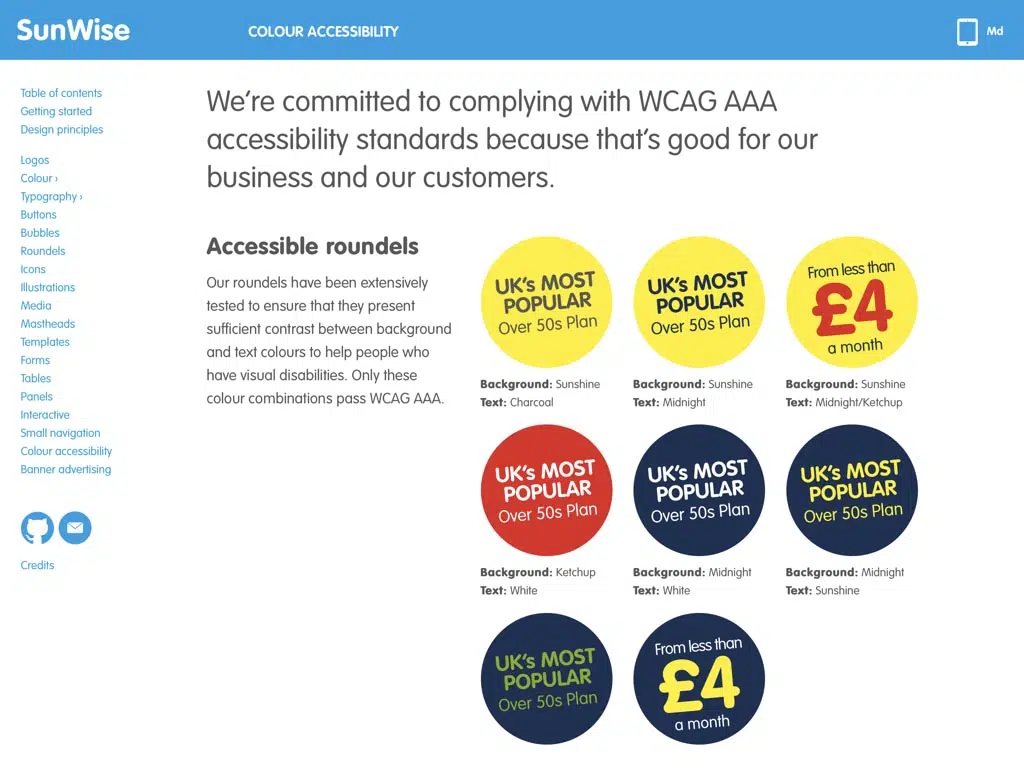 SunWise
COLOUR ACCESSIBILITY
Md
Table of contents
Getting started
Design principles
Logos
Colour ›
Typography ›
Buttons
Bubbles
Roundels
Icons
Illustrations
Media
Mastheads
Templates
Forms
Tables
Panels
Interactive
Small navigation
Colour accessibility
Banner advertising
Credits
We’re committed to complying with WCAG AAA
accessibility standards because that’s good for our
business and our customers.
Accessible roundels
Our roundels have been extensively
tested to ensure that they present
sufficient contrast between background
and text colours to help people who
have visual disabilities. Only these
colour combinations pass WCAG AAA.
UK’s MOST
POPULAR
Over 50s Plan
Background: Sunshine
Text: Charcoal
UK’s MOST
POPULAR
Over 50s Plan
Background: Sunshine
Text: Midnight
From less than
£4
a month
Background: Sunshine
Text: Midnight/Ketchup
UK’s MOST
POPULAR
Over 50s Plan
Background: Ketchup
Text: White
UK’s MOST
POPULAR
Over 50s Plan
Background: Midnight
Text: White
UK’s MOST
POPULAR
Over 50s Plan
Background: Midnight
Text: Sunshine
UK’s MOST
POPULAR
Over 50s Plan
From less than
£4
a month